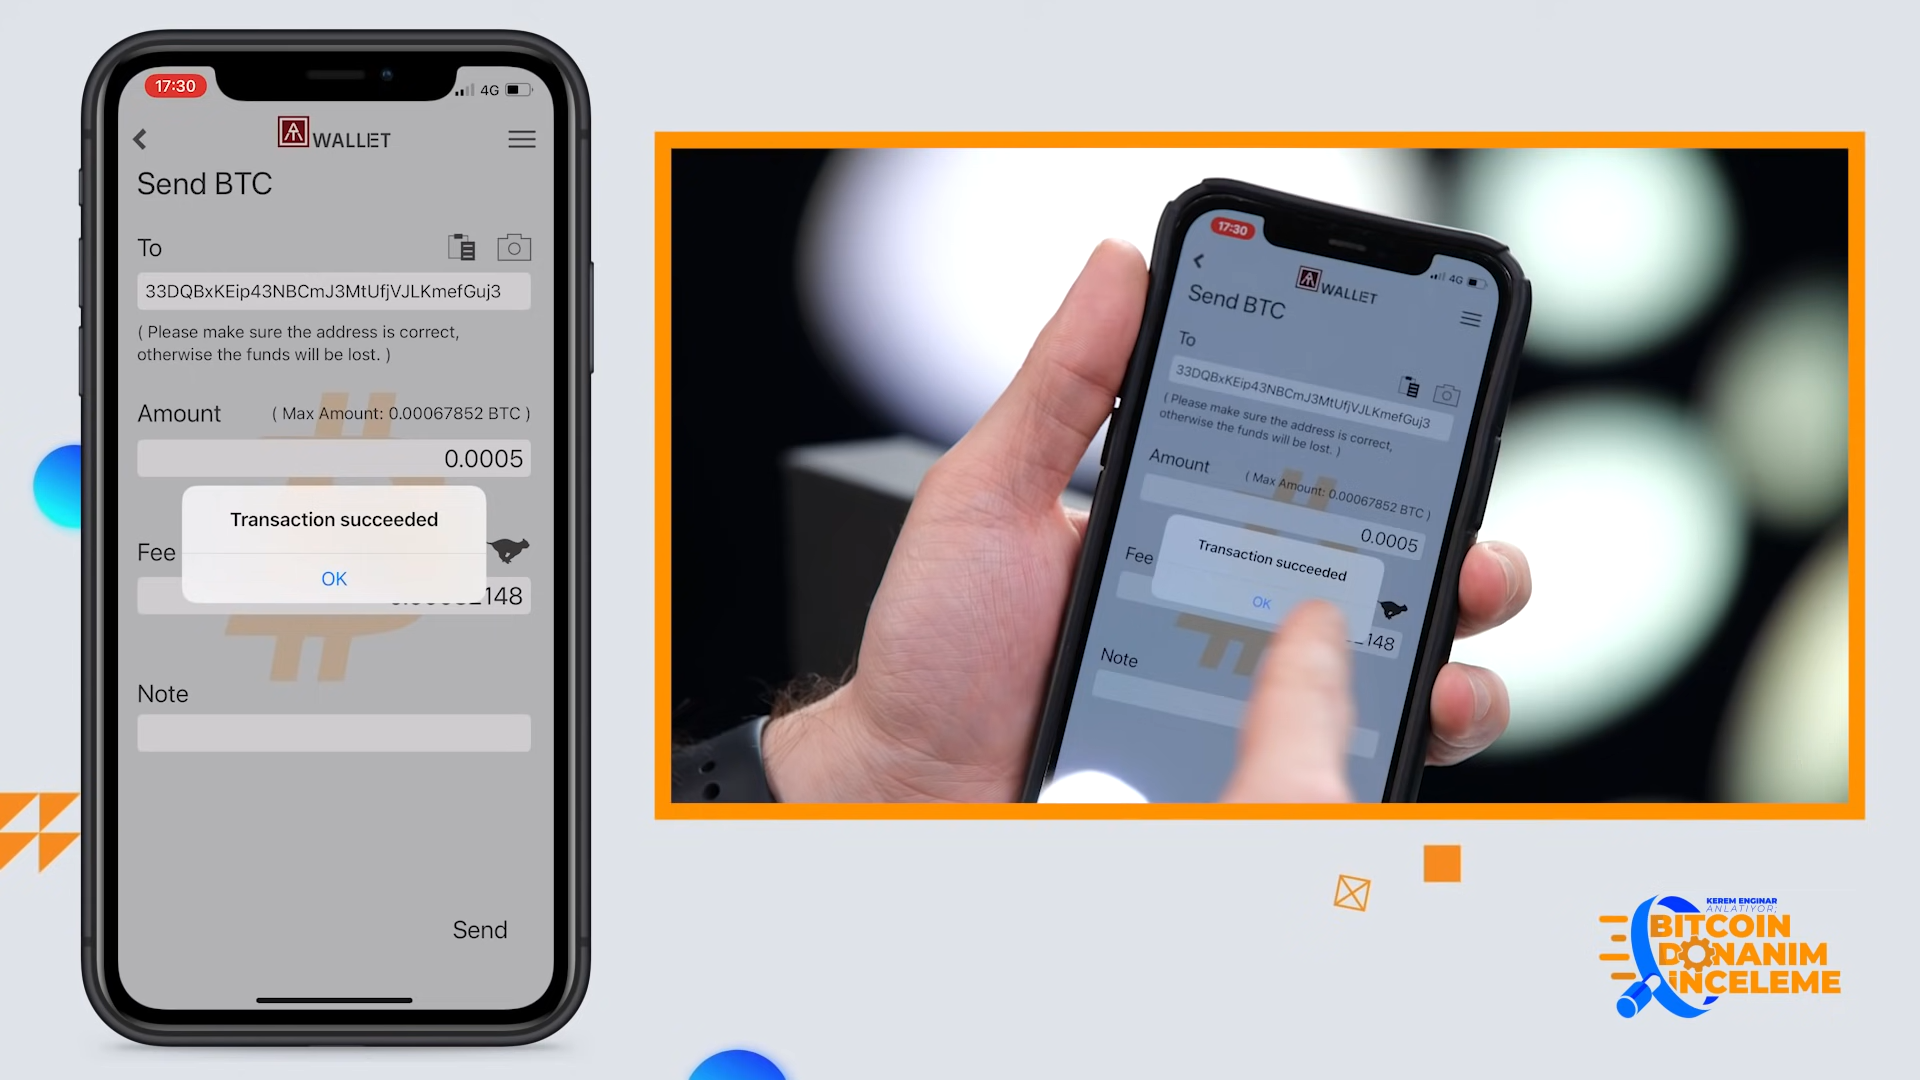 17:30
4G
AT WALLET
Send BTC
To
33DQBxKEip43NBCmJ3MtUfjVJLKmefGuj3
( Please make sure the address is correct,
otherwise the funds will be lost. )
Amount
( Max Amount: 0.00067852 BTC )
0.0005
Transaction succeeded
OK
Fee
148
Note
Send
17:30
4G
AT WALLET
Send BTC
To
33DQBxKEip43NBCmJ3MtUfjVJLKmefGuj3
( Please make sure the address is correct,
otherwise the funds will be lost. )
Amount
( Max Amount: 0.00067852 BTC )
0.0005
Transaction succeeded
OK
Fee
148
Note
KEREM ENGINAR
ANLATIYOR;
BITCOIN
DONANIM
İNCELEME